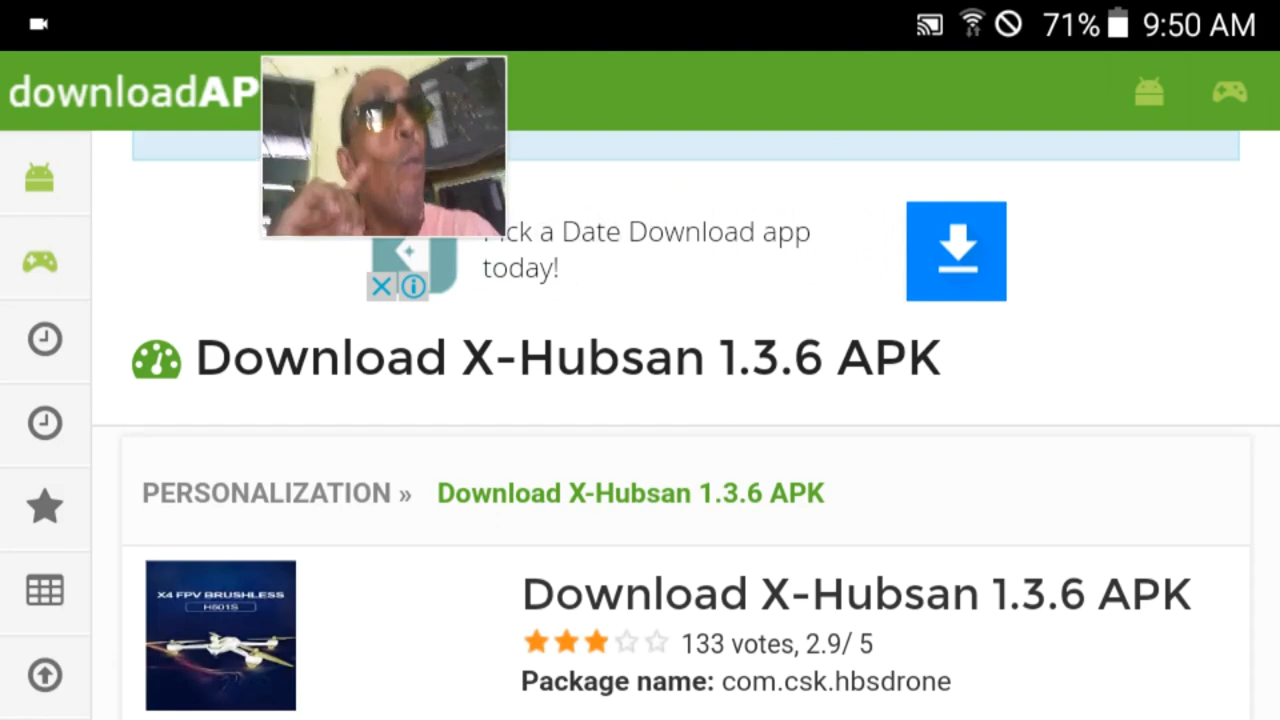 71% 9:50 AM
downloadAP
Pick a Date Download app
today!
Download X-Hubsan 1.3.6 APK
PERSONALIZATION » Download X-Hubsan 1.3.6 APK
X4 FPV BRUSHLESS
H501S
Download X-Hubsan 1.3.6 APK
133 votes, 2.9/ 5
Package name: com.csk.hbsdrone